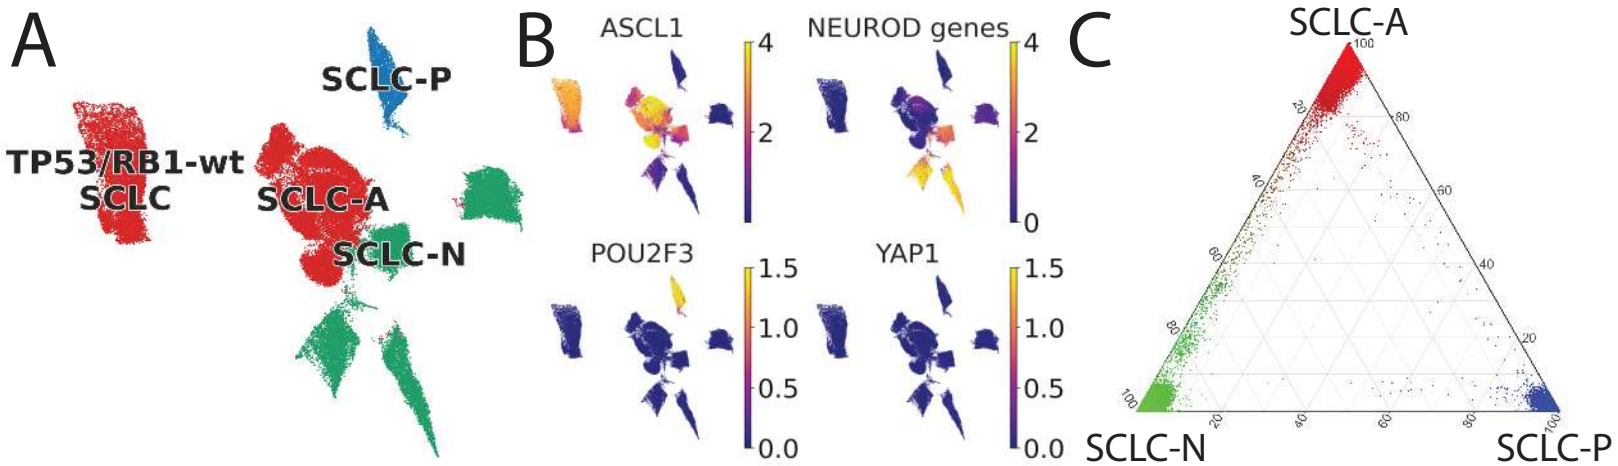 A
SCLC-P
TP53/RB1-wt
SCLC
SCLC-A
SCLC-N
B
ASCL1
4
2
NEUROD genes
4
2
0
POU2F3
1.5
1.0
0.5
0.0
YAP1
1.5
1.0
0.5
0.0
C
SCLC-A
100
80
60
40
20
20
40
60
80
100
20
40
60
80
100
SCLC-N
SCLC-P